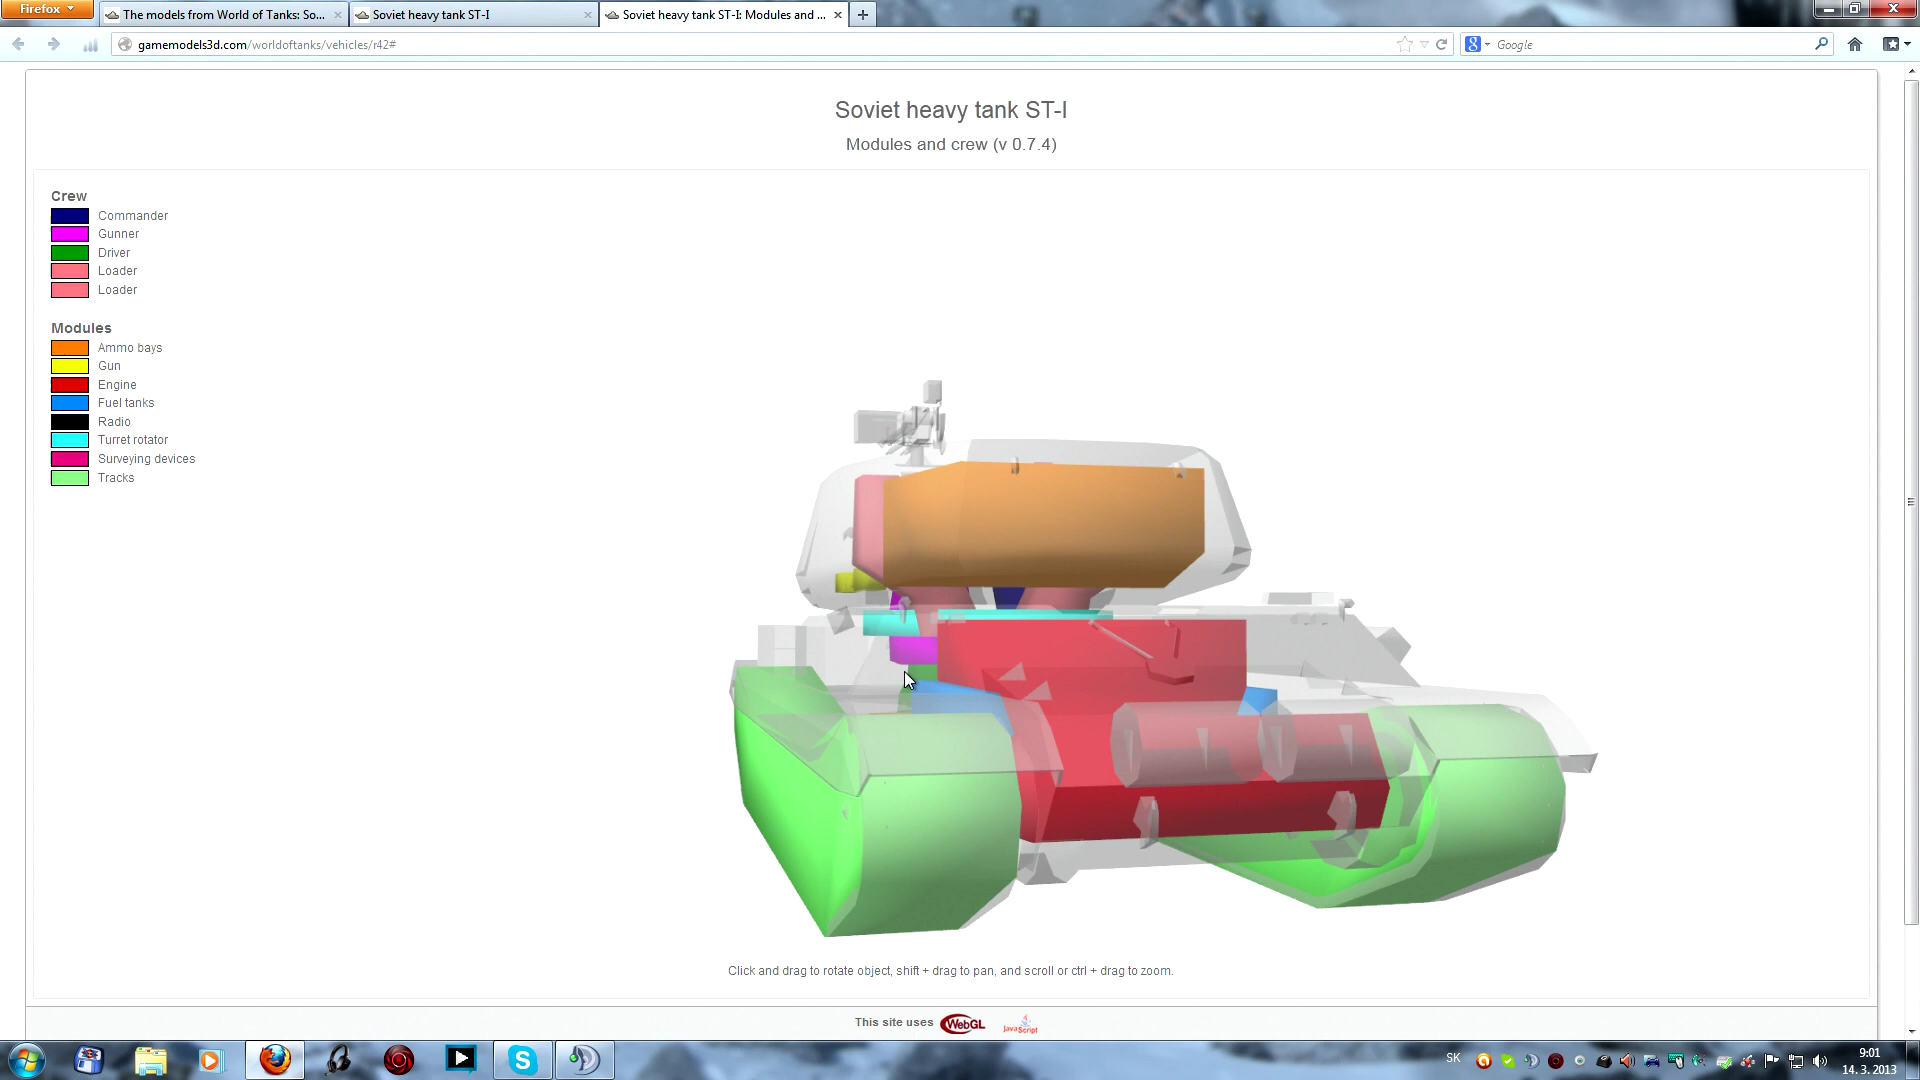 Firefox
The models from World of Tanks: So...
Soviet heavy tank ST-I
Soviet heavy tank ST-I: Modules and ...
gamemodels3d.com/worldoftanks/vehicles/r42#
Google
Soviet heavy tank ST-I
Modules and crew (v 0.7.4)
Crew
Commander
Gunner
Driver
Loader
Loader
Modules
Ammo bays
Gun
Engine
Fuel tanks
Radio
Turret rotator
Surveying devices
Tracks
Click and drag to rotate object, shift + drag to pan, and scroll or ctrl + drag to zoom.
This site uses WebGL JavaScript
SK
9:01
14. 3. 2013